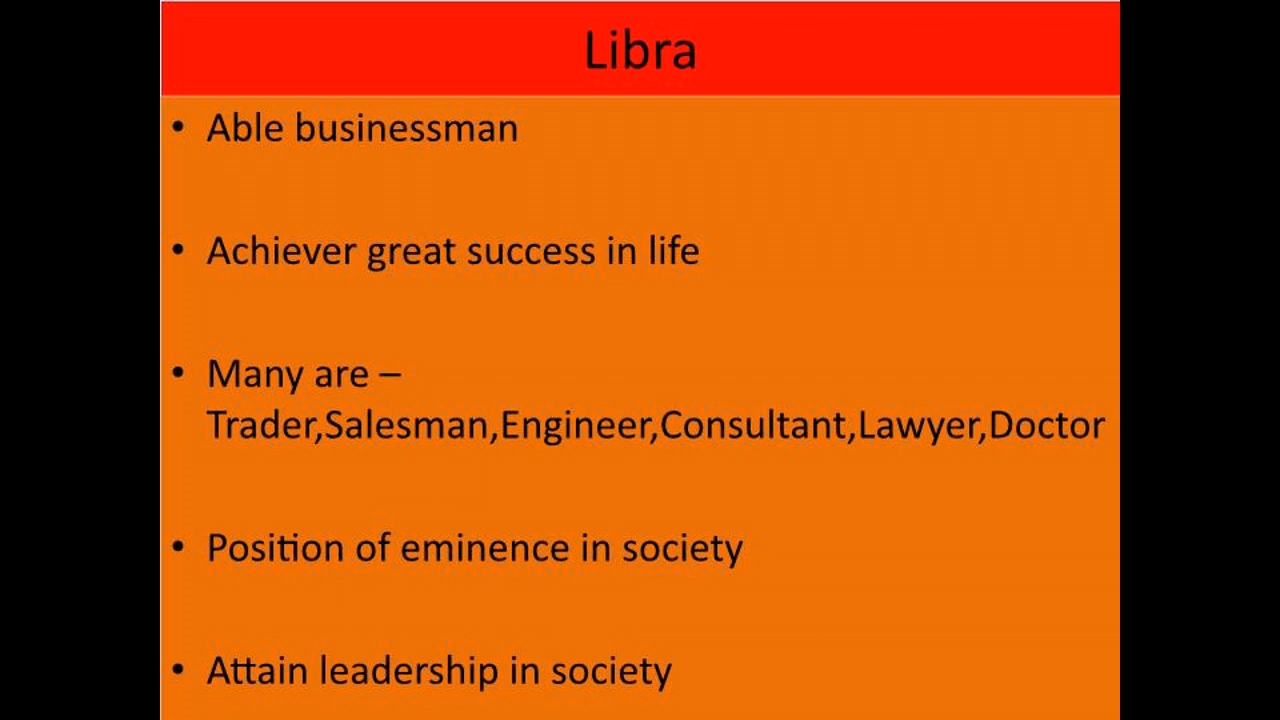 Libra
• Able businessman
• Achiever great success in life
• Many are –
Trader,Salesman,Engineer,Consultant,Lawyer,Doctor
• Position of eminence in society
• Attain leadership in society